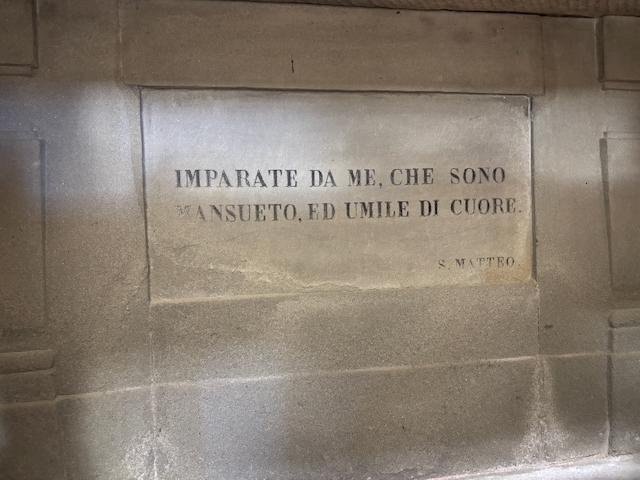 IMPARATE DA ME, CHE SONO
MANSUETO, ED UMILE DI CUORE.
S. MATTEO.